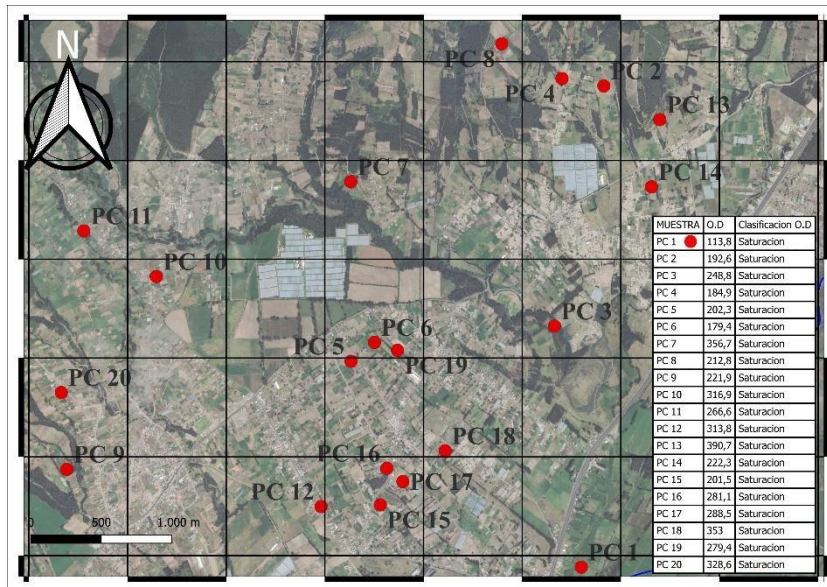 N
PC 8
PC 4
PC 2
PC 13
PC 7
PC 14
PC 11
PC 10
PC 3
PC 6
PC 5
PC 19
PC 20
PC 18
PC 16
PC 9
PC 17
PC 12
PC 15
PC 1
0 500 1.000 m
MUESTRA O.D Clasificacion O.D
PC 1 113,8 Saturacion
PC 2 192,6 Saturacion
PC 3 248,8 Saturacion
PC 4 184,9 Saturacion
PC 5 202,3 Saturacion
PC 6 179,4 Saturacion
PC 7 356,7 Saturacion
PC 8 212,8 Saturacion
PC 9 221,9 Saturacion
PC 10 316,9 Saturacion
PC 11 266,6 Saturacion
PC 12 313,8 Saturacion
PC 13 390,7 Saturacion
PC 14 222,3 Saturacion
PC 15 201,5 Saturacion
PC 16 281,1 Saturacion
PC 17 288,5 Saturacion
PC 18 353 Saturacion
PC 19 279,4 Saturacion
PC 20 328,6 Saturacion